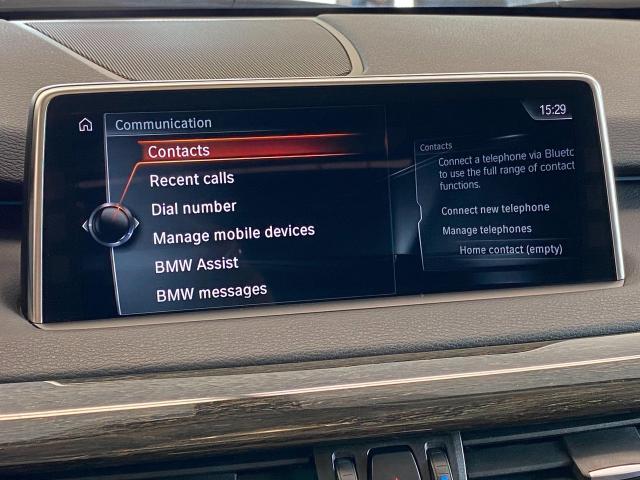 Communication
15:29
Contacts
Recent calls
Dial number
Manage mobile devices
BMW Assist
BMW messages
Contacts
Connect a telephone via Bluetc
to use the full range of contact
functions.
Connect new telephone
Manage telephones
Home contact (empty)